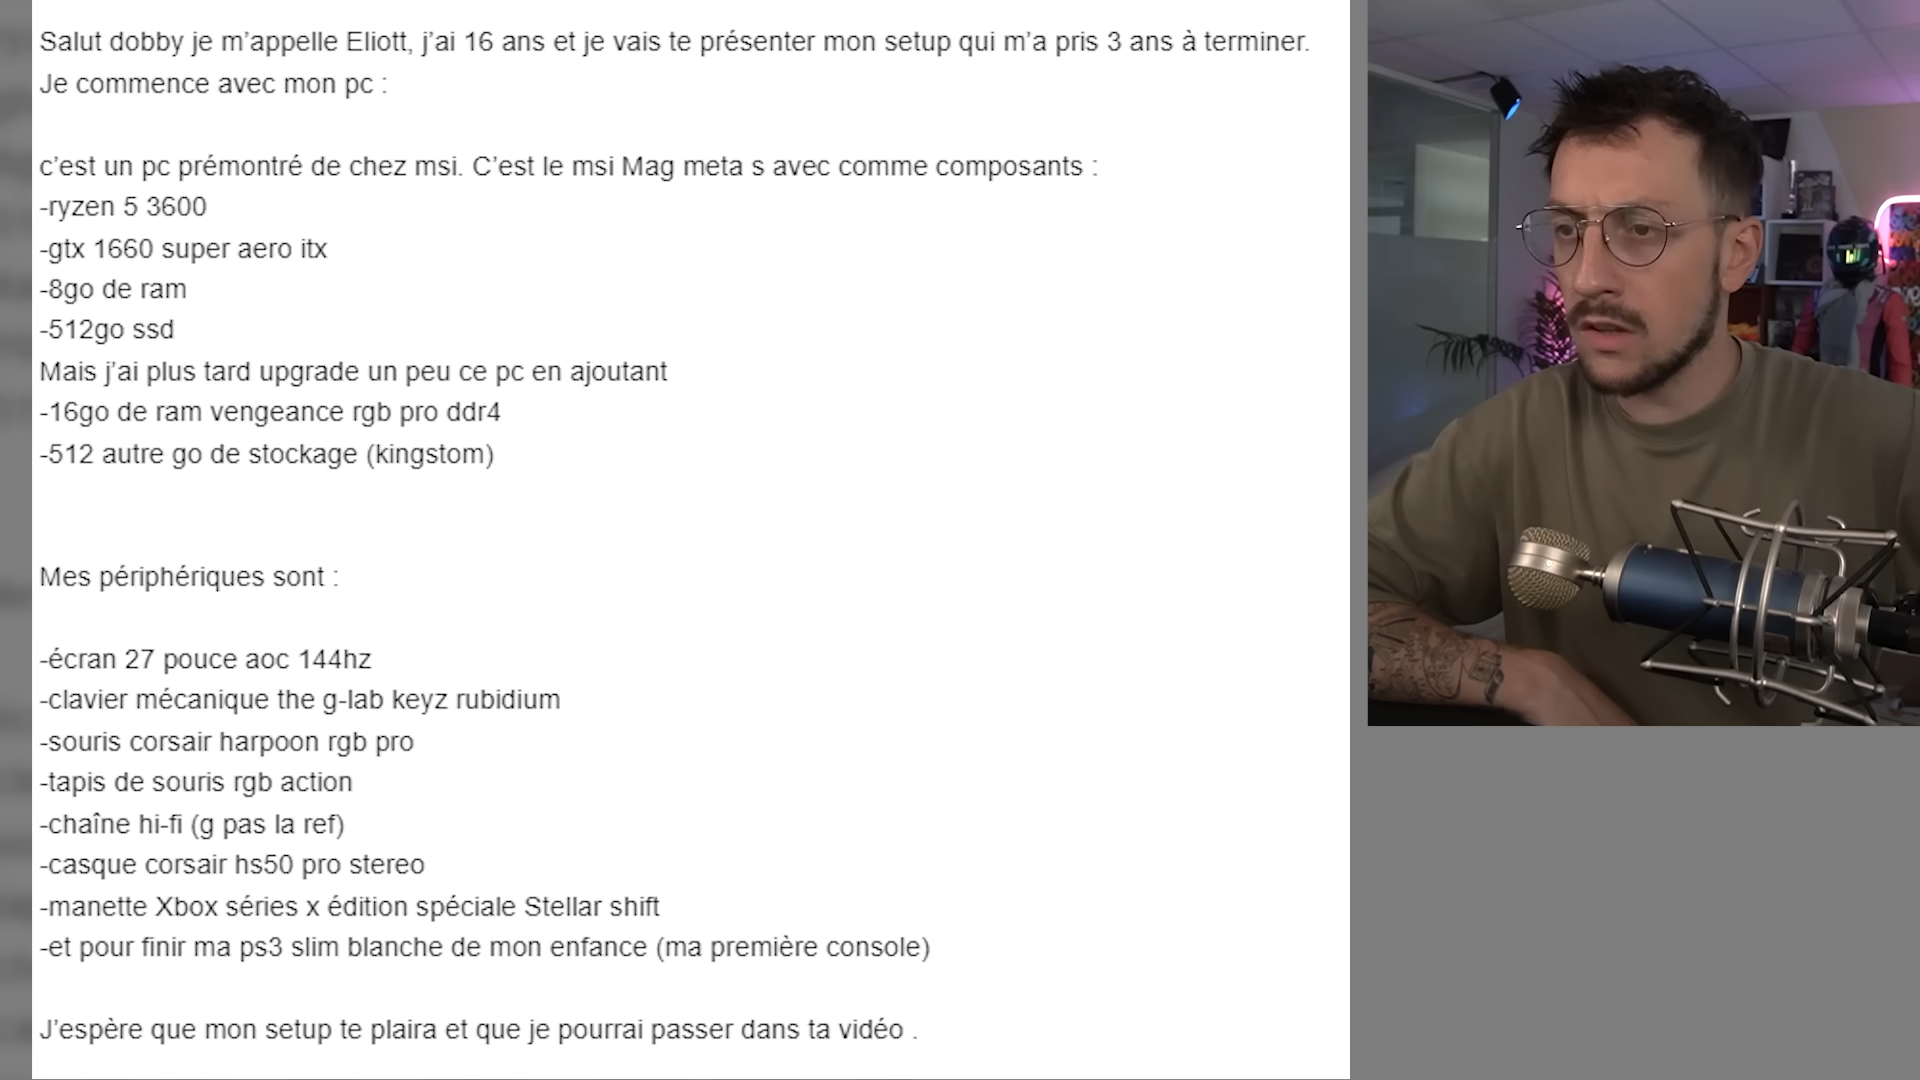 Salut dobby je m’appelle Eliott, j’ai 16 ans et je vais te présenter mon setup qui m’a pris 3 ans à terminer.
Je commence avec mon pc :
c’est un pc prémontré de chez msi. C’est le msi Mag meta s avec comme composants :
-ryzen 5 3600
-gtx 1660 super aero itx
-8go de ram
-512go ssd
Mais j’ai plus tard upgrade un peu ce pc en ajoutant
-16go de ram vengeance rgb pro ddr4
-512 autre go de stockage (kingstom)
Mes périphériques sont :
-écran 27 pouce aoc 144hz
-clavier mécanique the g-lab keyz rubidium
-souris corsair harpoon rgb pro
-tapis de souris rgb action
-chaîne hi-fi (g pas la ref)
-casque corsair hs50 pro stereo
-manette Xbox séries x édition spéciale Stellar shift
-et pour finir ma ps3 slim blanche de mon enfance (ma première console)
J’espère que mon setup te plaira et que je pourrai passer dans ta vidéo .